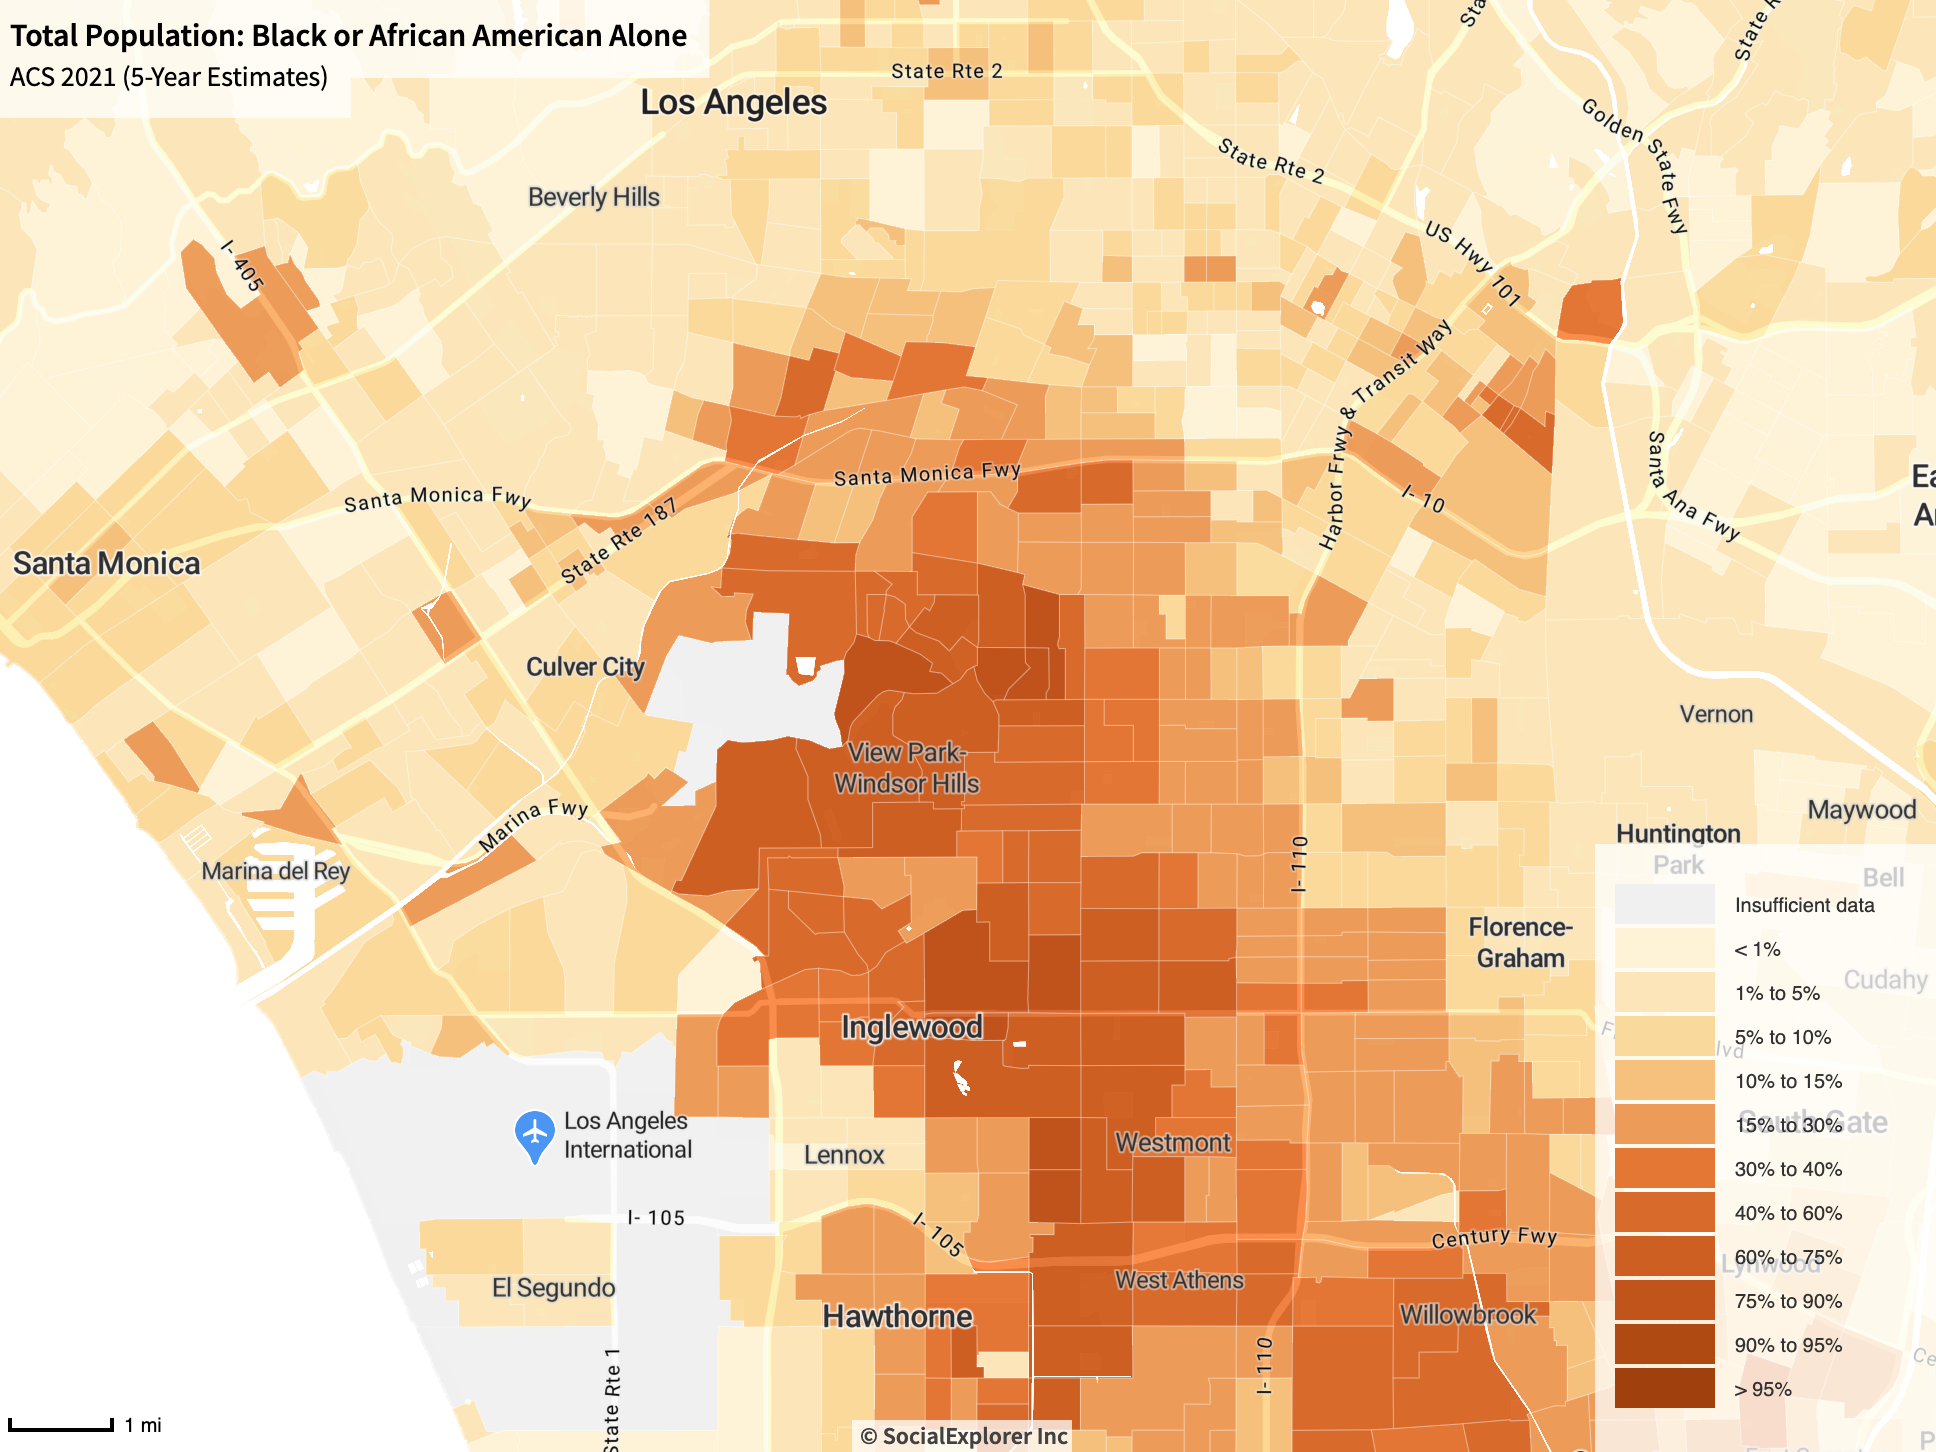 Total Population: Black or African American Alone
ACS 2021 (5-Year Estimates)
State Rte 2
Los Angeles
Golden State Fwy
State Rte 2
Beverly Hills
US Hwy 101
I-405
Harbor Frwy & Transit Way
Santa Monica Fwy
Santa Monica Fwy
I-10
Santa Ana Fwy
State Rte 187
Santa Monica
Culver City
Vernon
View Park-
Windsor Hills
Maywood
Marina Fwy
Huntington
Park
I-110
Marina del Rey
Bell
Florence-
Graham
Cudahy
Inglewood
Los Angeles
International
Westmont
South Gate
Lennox
I-105
I-105
Century Fwy
Lynwood
El Segundo
West Athens
Hawthorne
Willowbrook
I-110
State Rte 1
Insufficient data
< 1%
1% to 5%
5% to 10%
10% to 15%
15% to 30%
30% to 40%
40% to 60%
60% to 75%
75% to 90%
90% to 95%
> 95%
1 mi
© SocialExplorer Inc